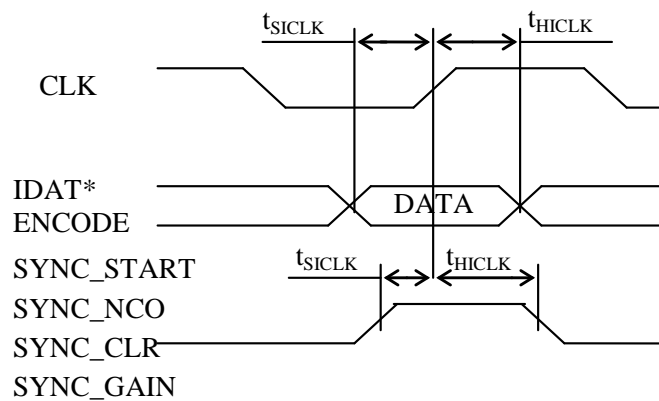 tSICLK tHICLK
CLK
IDAT*
ENCODE
DATA
SYNC_START
tSICLK tHICLK
SYNC_NCO
SYNC_CLR
SYNC_GAIN